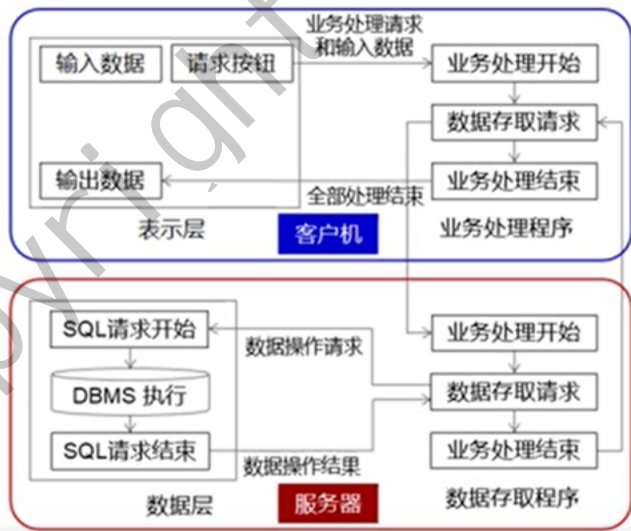 业务处理请求
和输入数据
输入数据
请求按钮
业务处理开始
数据存取请求
输出数据
业务处理结束
全部处理结束
表示层
客户机
业务处理程序
SQL请求开始
数据操作请求
业务处理开始
DBMS 执行
数据存取请求
SQL请求结束
数据操作结果
业务处理结束
数据层
服务器
数据存取程序
pyright